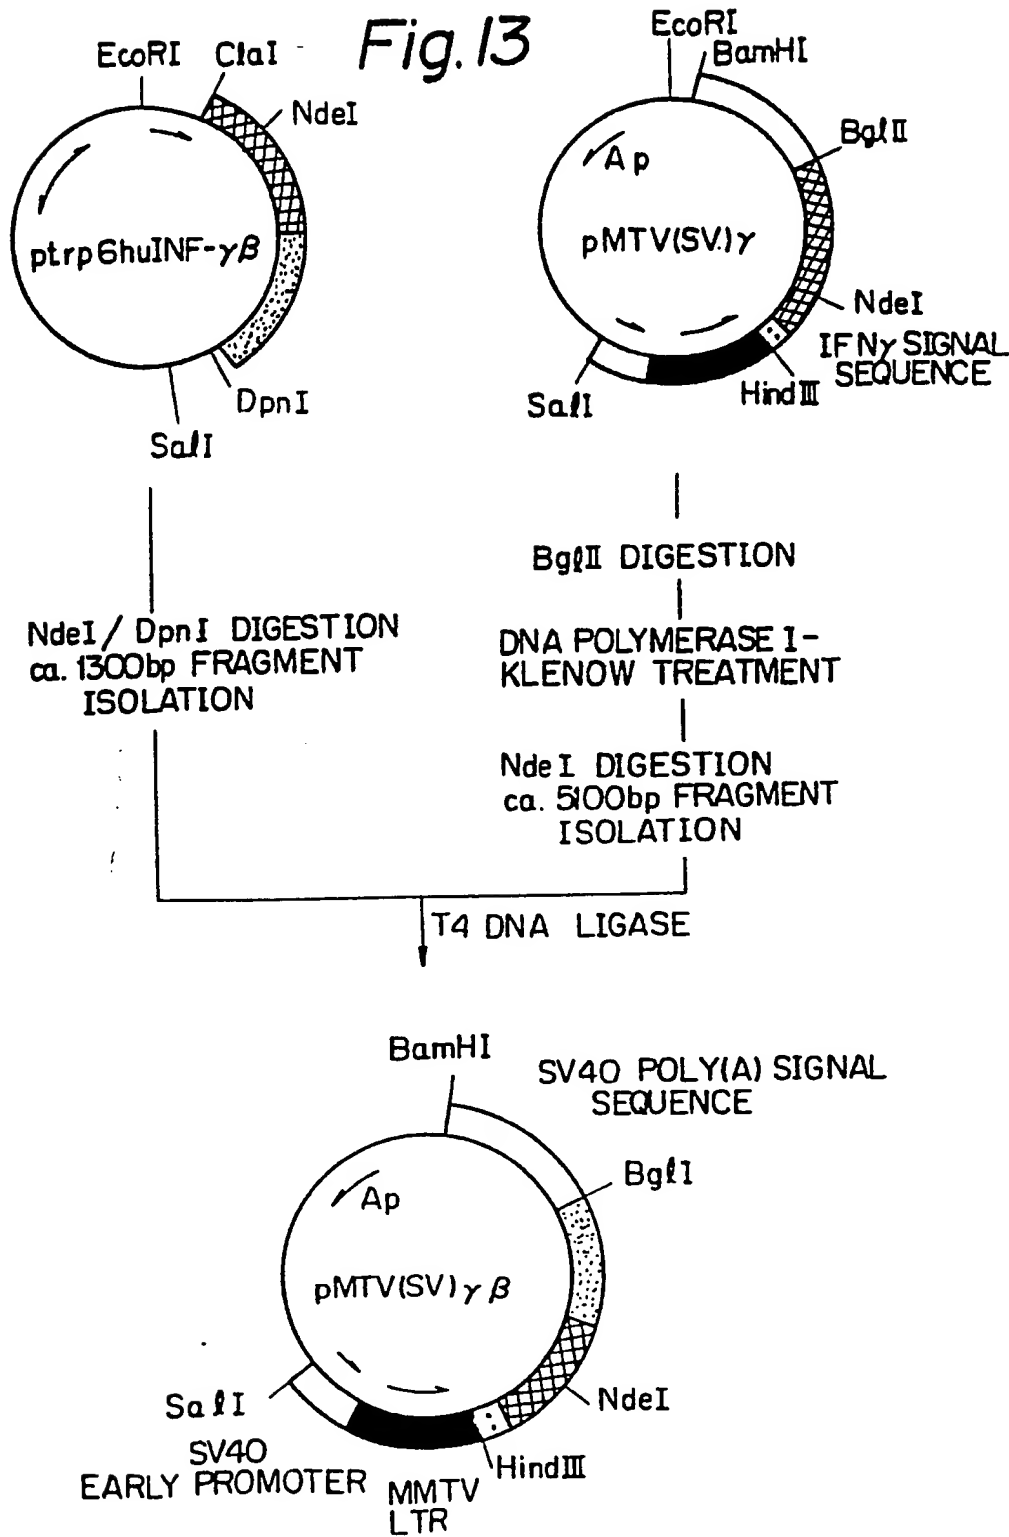 Fig. 13
EcoRI
ClaI
NdeI
ptrp6huINF-γβ
DpnI
SalI
EcoRI
BamHI
BglII
Ap
pMTV(SV.)γ
NdeI
IFNγ SIGNAL
SEQUENCE
HindIII
SalI
NdeI / DpnI DIGESTION
ca. 1300bp FRAGMENT
ISOLATION
BglII DIGESTION
DNA POLYMERASE I-
KLENOW TREATMENT
NdeI DIGESTION
ca. 5100bp FRAGMENT
ISOLATION
T4 DNA LIGASE
BamHI
SV40 POLY(A) SIGNAL
SEQUENCE
BglI
Ap
pMTV(SV)γβ
NdeI
HindIII
SalI
SV40
EARLY PROMOTER
MMTV
LTR